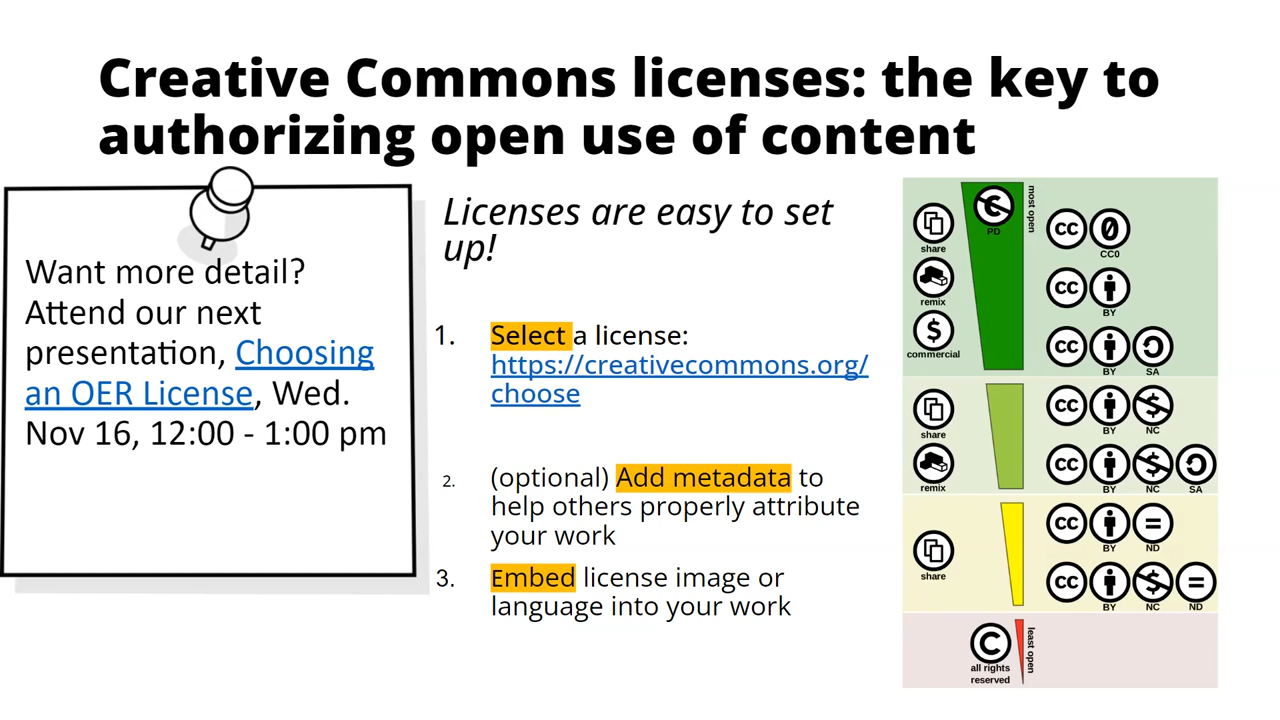 Creative Commons licenses: the key to
authorizing open use of content
Want more detail?
Attend our next
presentation, Choosing
an OER License, Wed.
Nov 16, 12:00 - 1:00 pm
Licenses are easy to set
up!
1. Select a license:
https://creativecommons.org/
choose
2. (optional) Add metadata to
help others properly attribute
your work
3. Embed license image or
language into your work
most open
PD
share
remix
$
commercial
cc 0
CC0
cc
BY
cc
BY SA
share
remix
cc $
BY NC
cc $
BY NC SA
share
cc =
BY ND
cc $ =
BY NC ND
C
all rights
reserved
least open